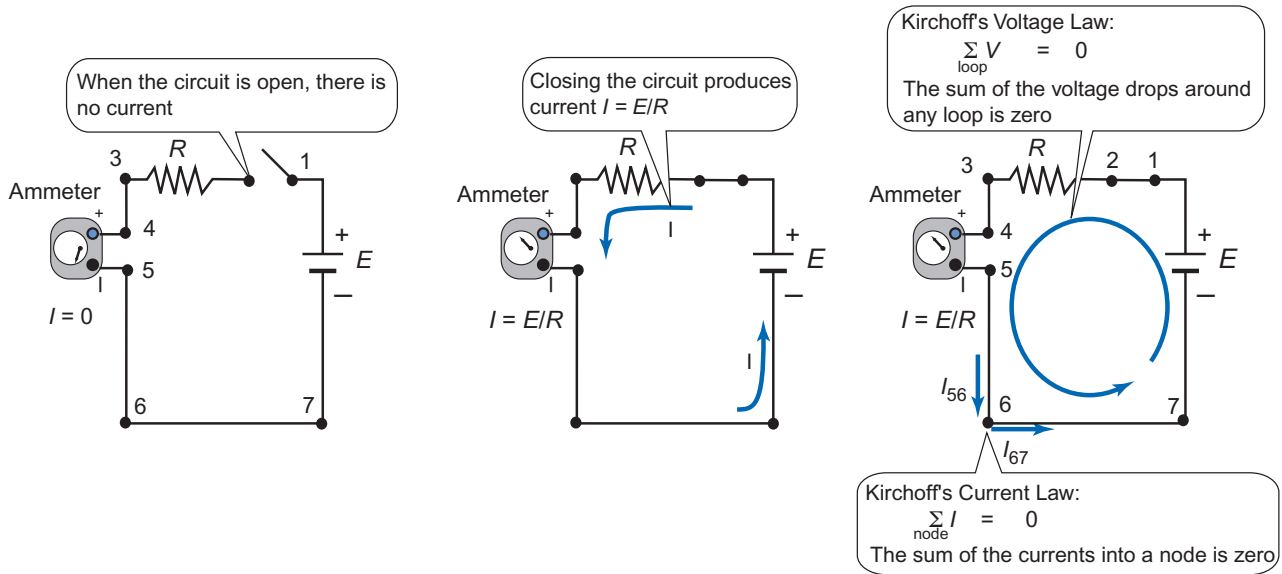 When the circuit is open, there is
no current
3
R
1
Ammeter
+
4
5
I
I = 0
+
E
–
6
7
Closing the circuit produces
current I = E/R
R
Ammeter
+
I
I
I = E/R
+
E
–
I
Kirchoff's Voltage Law:
Σ V = 0
loop
The sum of the voltage drops around
any loop is zero
3
R
2
1
Ammeter
+
4
5
I
I = E/R
+
E
–
I56
6
7
I67
Kirchoff's Current Law:
Σ I = 0
node
The sum of the currents into a node is zero